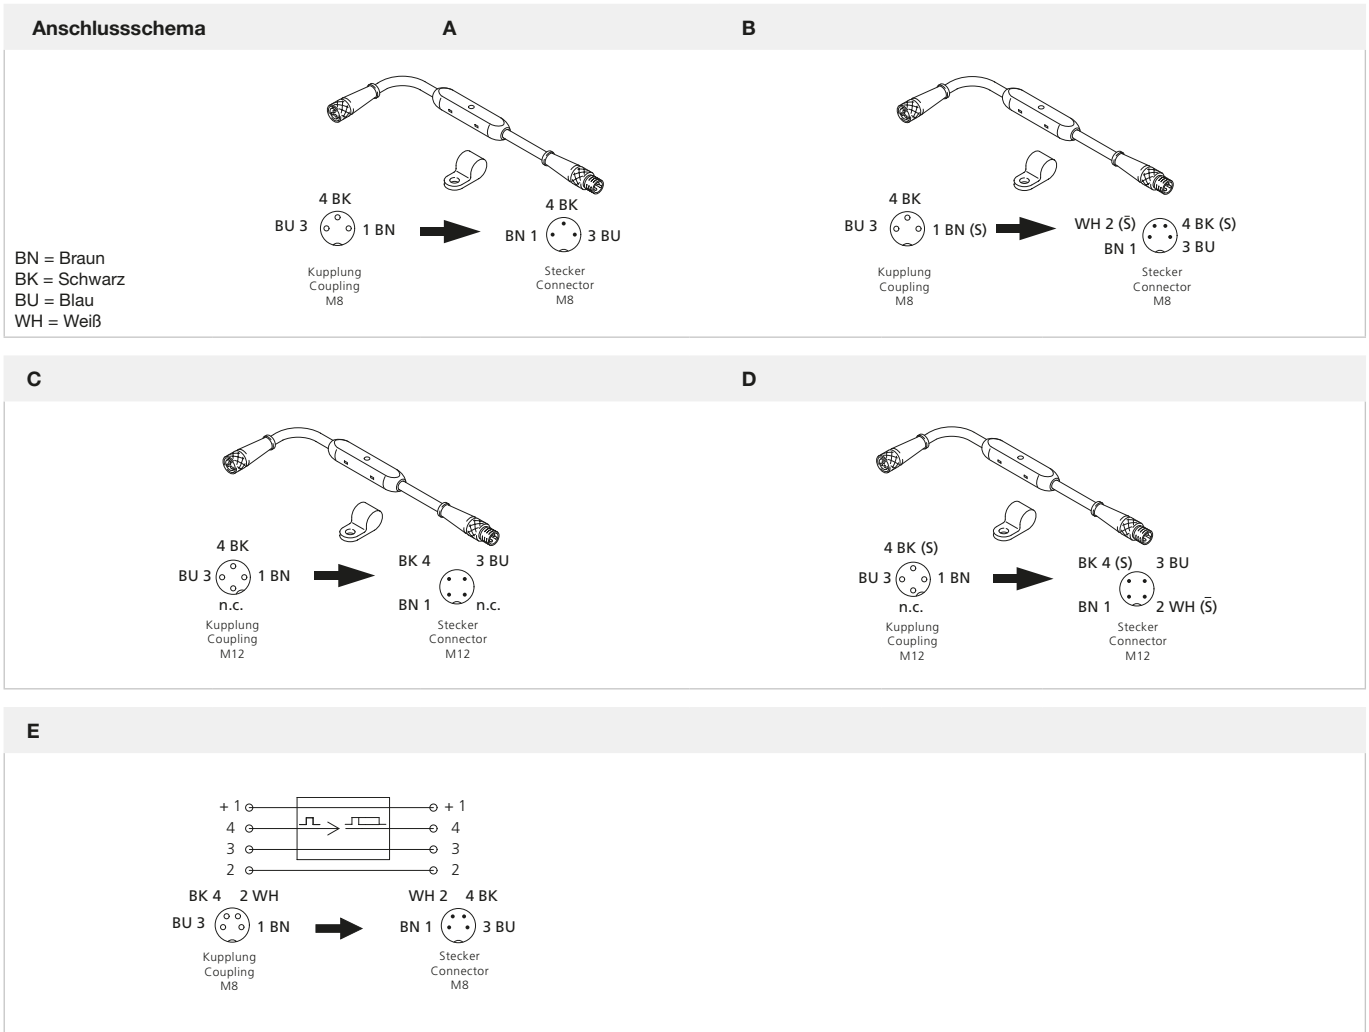 Anschlussschema A B
4 BK
BU 3 1 BN
Kupplung
Coupling
M8
4 BK
BN 1 3 BU
Stecker
Connector
M8
4 BK
BU 3 1 BN (S)
Kupplung
Coupling
M8
WH 2 (S̄) 4 BK (S)
BN 1 3 BU
Stecker
Connector
M8
BN = Braun
BK = Schwarz
BU = Blau
WH = Weiß
C D
4 BK
BU 3 1 BN
n.c.
Kupplung
Coupling
M12
BK 4 3 BU
BN 1 n.c.
Stecker
Connector
M12
4 BK (S)
BU 3 1 BN
n.c.
Kupplung
Coupling
M12
BK 4 (S) 3 BU
BN 1 2 WH (S̄)
Stecker
Connector
M12
E
+ 1 + 1
4 4
3 3
2 2
BK 4 2 WH
BU 3 1 BN
Kupplung
Coupling
M8
WH 2 4 BK
BN 1 3 BU
Stecker
Connector
M8